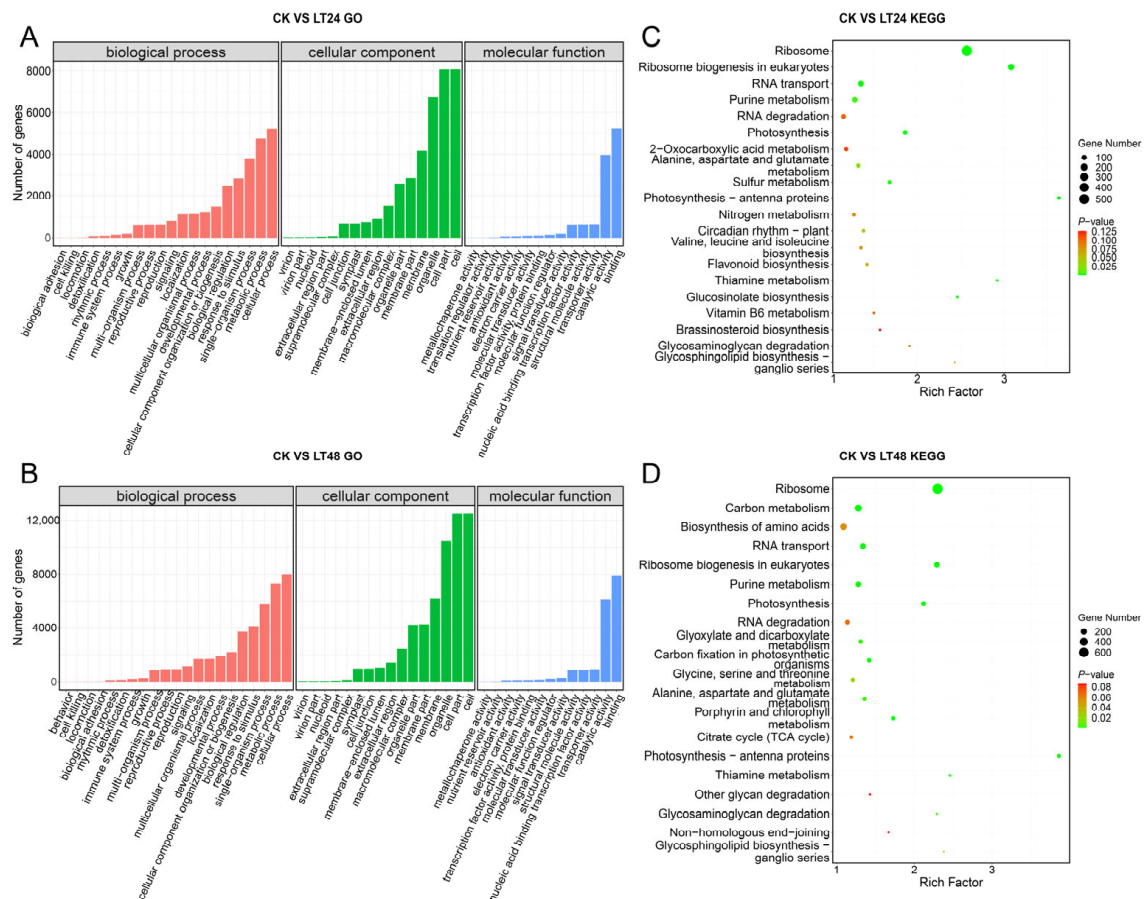 CK VS LT24 GO
A
biological process
cellular component
molecular function
Number of genes
8000
6000
4000
2000
0
biological adhesion
cell killing
locomotion
detoxification
rhythmic process
immune system process
growth
multi-organism process
reproductive process
reproduction
signaling
localization
multicellular organismal process
developmental process
cellular component organization or biogenesis
biological regulation
response to stimulus
single-organism process
metabolic process
cellular process
virion
virion part
nucleoid
extracellular region part
supramolecular complex
cell junction
symplast
membrane-enclosed lumen
extracellular region
macromolecular complex
organelle part
membrane part
membrane
organelle
cell part
cell
metallochaperone activity
translation regulator activity
nutrient reservoir activity
antioxidant activity
electron carrier activity
molecular transducer activity
transcription factor activity, protein binding
molecular function regulator
signal transducer activity
nucleic acid binding transcription factor activity
structural molecule activity
transporter activity
catalytic activity
binding
CK VS LT24 KEGG
C
Ribosome
Ribosome biogenesis in eukaryotes
RNA transport
Purine metabolism
RNA degradation
Photosynthesis
2-Oxocarboxylic acid metabolism
Alanine, aspartate and glutamate
metabolism
Sulfur metabolism
Photosynthesis - antenna proteins
Nitrogen metabolism
Circadian rhythm - plant
Valine, leucine and isoleucine
biosynthesis
Flavonoid biosynthesis
Thiamine metabolism
Glucosinolate biosynthesis
Vitamin B6 metabolism
Brassinosteroid biosynthesis
Glycosaminoglycan degradation
Glycosphingolipid biosynthesis -
ganglio series
1
2
3
Rich Factor
Gene Number
100
200
300
400
500
P-value
0.125
0.100
0.075
0.050
0.025
CK VS LT48 GO
B
biological process
cellular component
molecular function
Number of genes
12,000
8000
4000
0
behavior
cell killing
locomotion
biological adhesion
rhythmic process
detoxification
immune system process
growth
multi-organism process
reproductive process
reproduction
signaling
multicellular organismal process
localization
developmental process
cellular component organization or biogenesis
biological regulation
response to stimulus
single-organism process
metabolic process
cellular process
virion
virion part
nucleoid
extracellular region part
supramolecular complex
symplast
cell junction
membrane-enclosed lumen
extracellular region
macromolecular complex
organelle part
membrane part
membrane
organelle
cell part
cell
metallochaperone activity
nutrient reservoir activity
antioxidant activity
electron carrier activity
transcription factor activity, protein binding
molecular transducer activity
molecular function regulator
signal transducer activity
structural molecule activity
nucleic acid binding transcription factor activity
transporter activity
catalytic activity
binding
CK VS LT48 KEGG
D
Ribosome
Carbon metabolism
Biosynthesis of amino acids
RNA transport
Ribosome biogenesis in eukaryotes
Purine metabolism
Photosynthesis
RNA degradation
Glyoxylate and dicarboxylate
metabolism
Carbon fixation in photosynthetic
organisms
Glycine, serine and threonine
metabolism
Alanine, aspartate and glutamate
metabolism
Porphyrin and chlorophyll
metabolism
Citrate cycle (TCA cycle)
Photosynthesis - antenna proteins
Thiamine metabolism
Other glycan degradation
Glycosaminoglycan degradation
Non-homologous end-joining
Glycosphingolipid biosynthesis -
ganglio series
1
2
3
Rich Factor
Gene Number
200
400
600
P-value
0.08
0.06
0.04
0.02